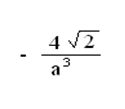 - 4 √2 / a³